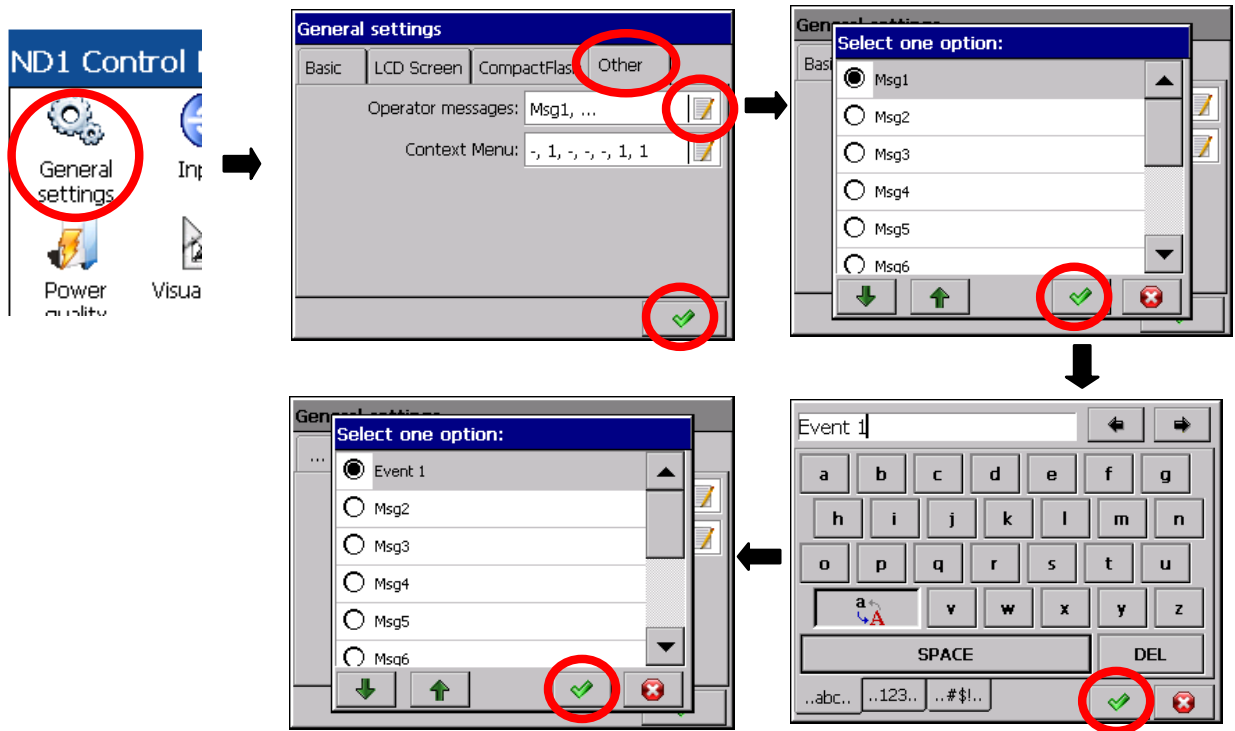 ND1 Control
General
settings
Power
quality
General settings
Basic LCD Screen CompactFlas Other
Operator messages: Msg1, ...
Context Menu: -, 1, -, -, -, 1, 1
Select one option:
Msg1
Msg2
Msg3
Msg4
Msg5
Msg6
Event 1
a b c d e f g
h i j k l m n
o p q r s t u
a A v w x y z
SPACE DEL
..abc.. ..123.. ..#$!..
General settings
Select one option:
...
Event 1
Msg2
Msg3
Msg4
Msg5
Msg6